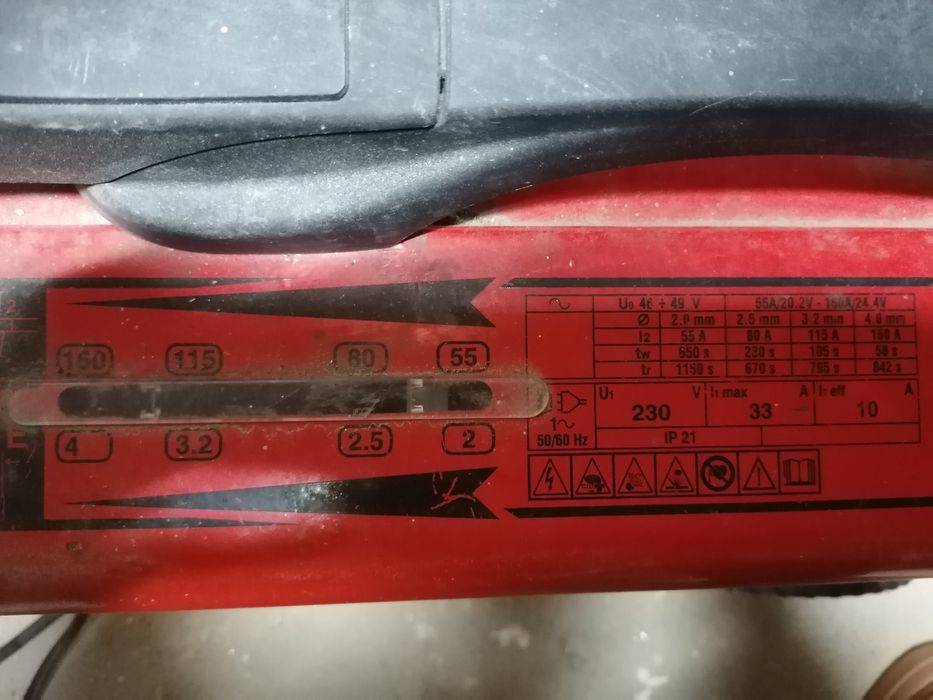 160 115 80 55
4 3.2 2.5 2
U0 46 ÷ 49 V 55A/20.2V - 160A/24.4V
Ø 2.0 mm 2.5 mm 3.2 mm 4.0 mm
I2 55 A 80 A 115 A 160 A
tw 650 s 230 s 105 s 58 s
tr 1150 s 670 s 765 s 842 s
U1 230 V I1 max 33 A I1 eff 10 A
1~
50/60 Hz IP 21